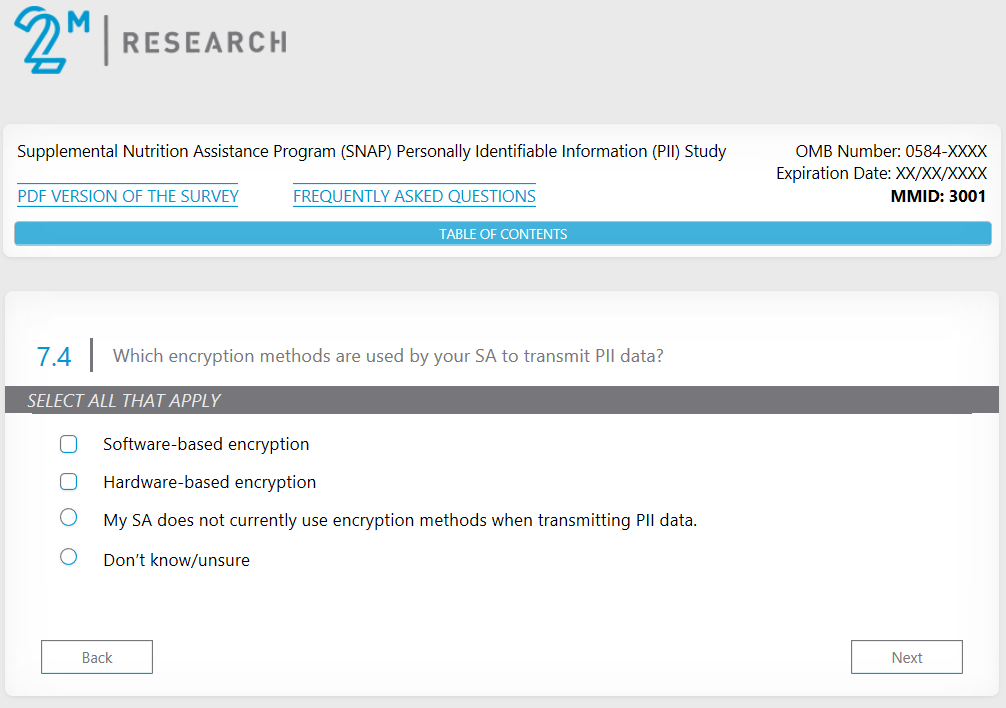 2M | RESEARCH
Supplemental Nutrition Assistance Program (SNAP) Personally Identifiable Information (PII) Study
OMB Number: 0584-XXXX
Expiration Date: XX/XX/XXXX
PDF VERSION OF THE SURVEY
FREQUENTLY ASKED QUESTIONS
MMID: 3001
TABLE OF CONTENTS
7.4 | Which encryption methods are used by your SA to transmit PII data?
SELECT ALL THAT APPLY
Software-based encryption
Hardware-based encryption
My SA does not currently use encryption methods when transmitting PII data.
Don’t know/unsure
Back
Next